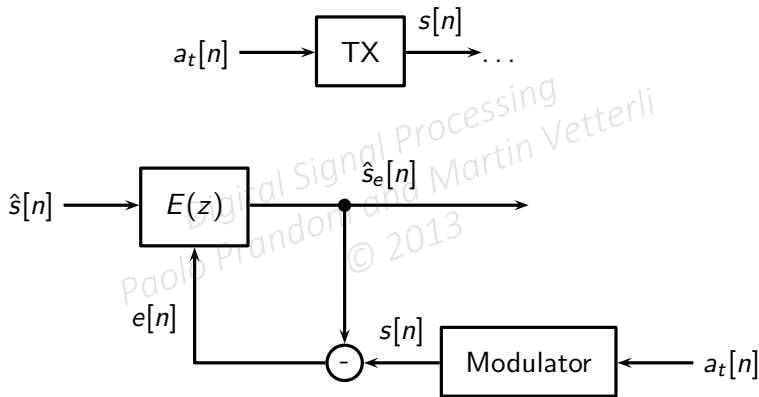 s[n]
a_t[n]
TX
...
Digital Signal Processing
Paolo Prandoni and Martin Vetterli
© 2013
ŝ[n]
E(z)
ŝ_e[n]
e[n]
s[n]
-
Modulator
a_t[n]